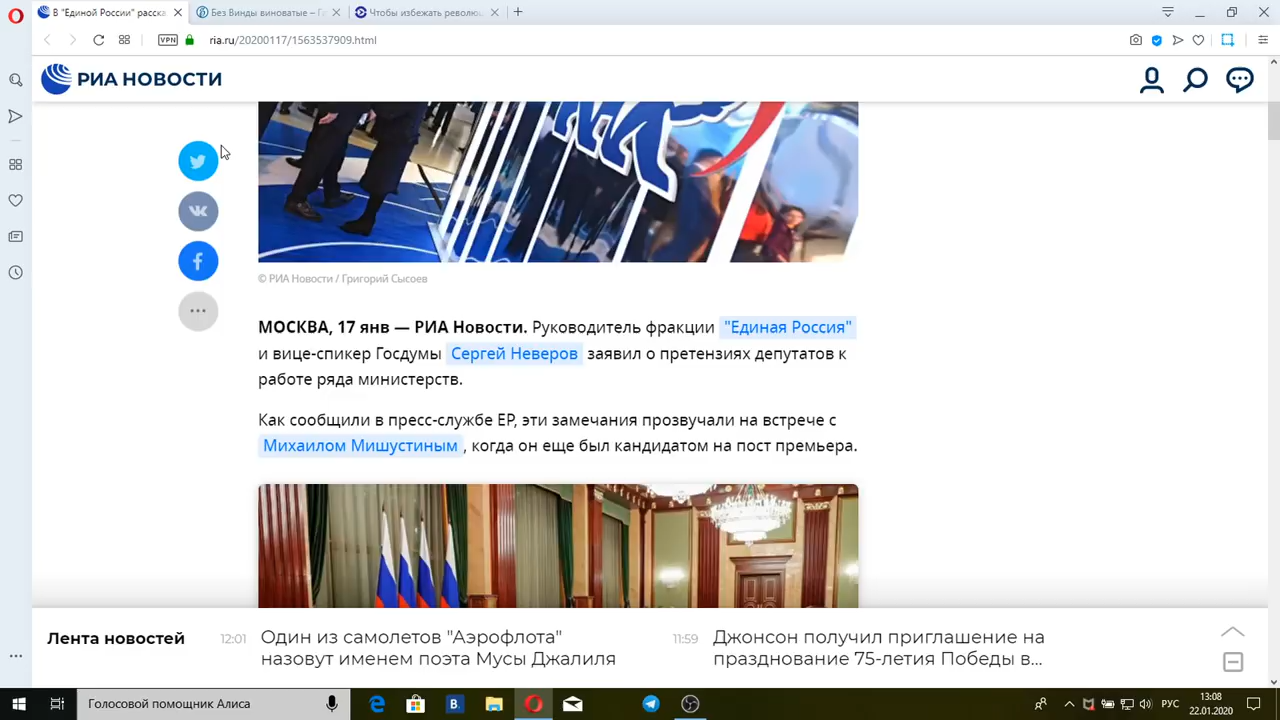 В "Единой России" расска
Без Винды виноватые – Га
Чтобы избежать револю
VPN
ria.ru/20200117/1563537909.html
РИА НОВОСТИ
© РИА Новости / Григорий Сысоев
МОСКВА, 17 янв — РИА Новости. Руководитель фракции "Единая Россия"
и вице-спикер Госдумы Сергей Неверов заявил о претензиях депутатов к
работе ряда министерств.
Как сообщили в пресс-службе ЕР, эти замечания прозвучали на встрече с
Михаилом Мишустиным , когда он еще был кандидатом на пост премьера.
Лента новостей
12:01
Один из самолетов "Аэрофлота"
назовут именем поэта Мусы Джалиля
11:59
Джонсон получил приглашение на
празднование 75-летия Победы в...
Голосовой помощник Алиса
РУС
13:08
22.01.2020